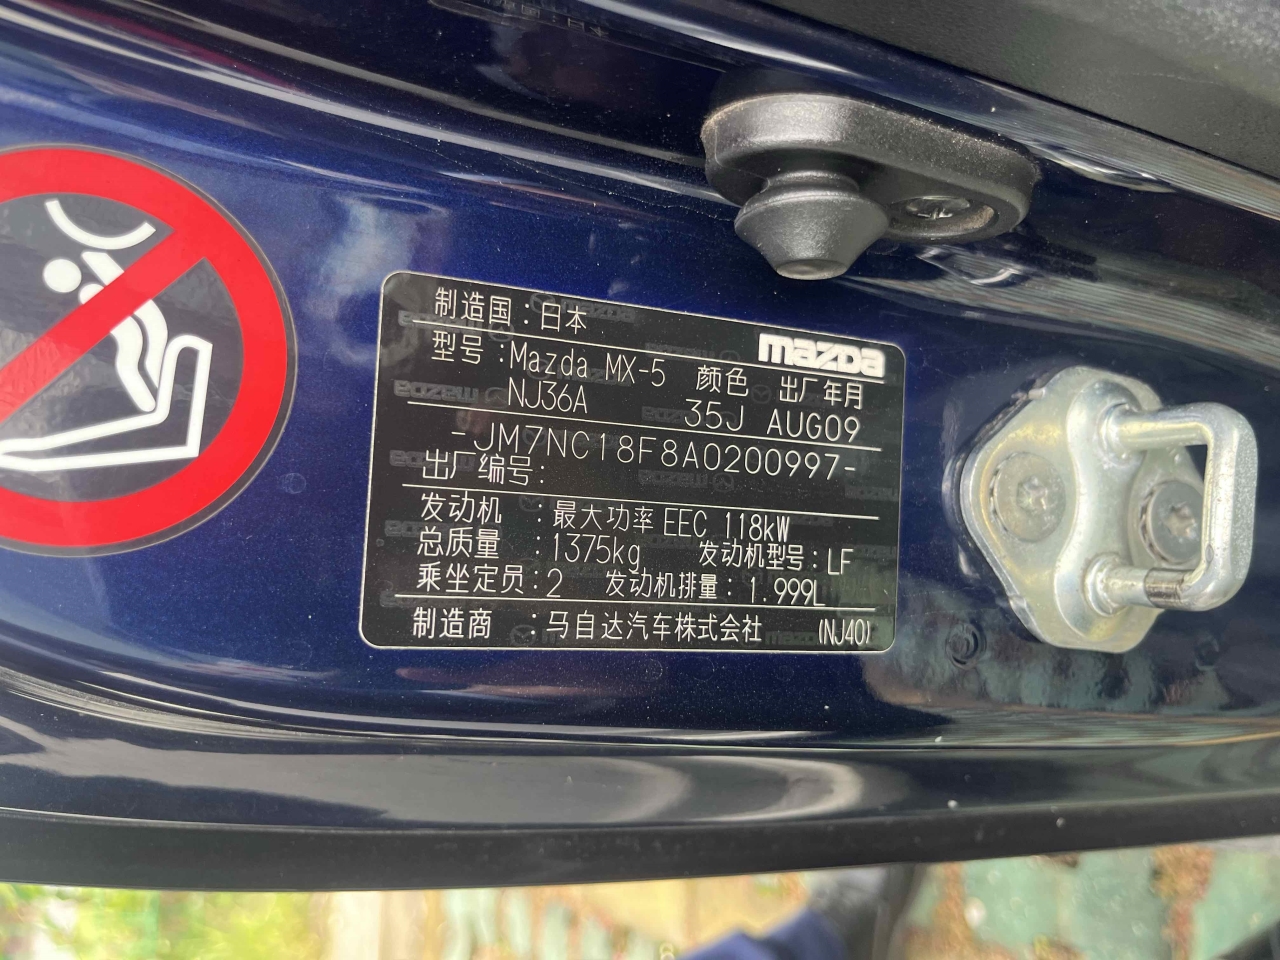 制造国：日本
mazda
型号：Mazda MX-5 颜色 出厂年月
NJ36A 35J AUG09
-JM7NC18F8A0200997-
出厂编号：
发动机：最大功率 EEC 118kW
总质量：1375kg 发动机型号：LF
乘坐定员：2 发动机排量：1.999L
制造商：马自达汽车株式会社 (NJ40)